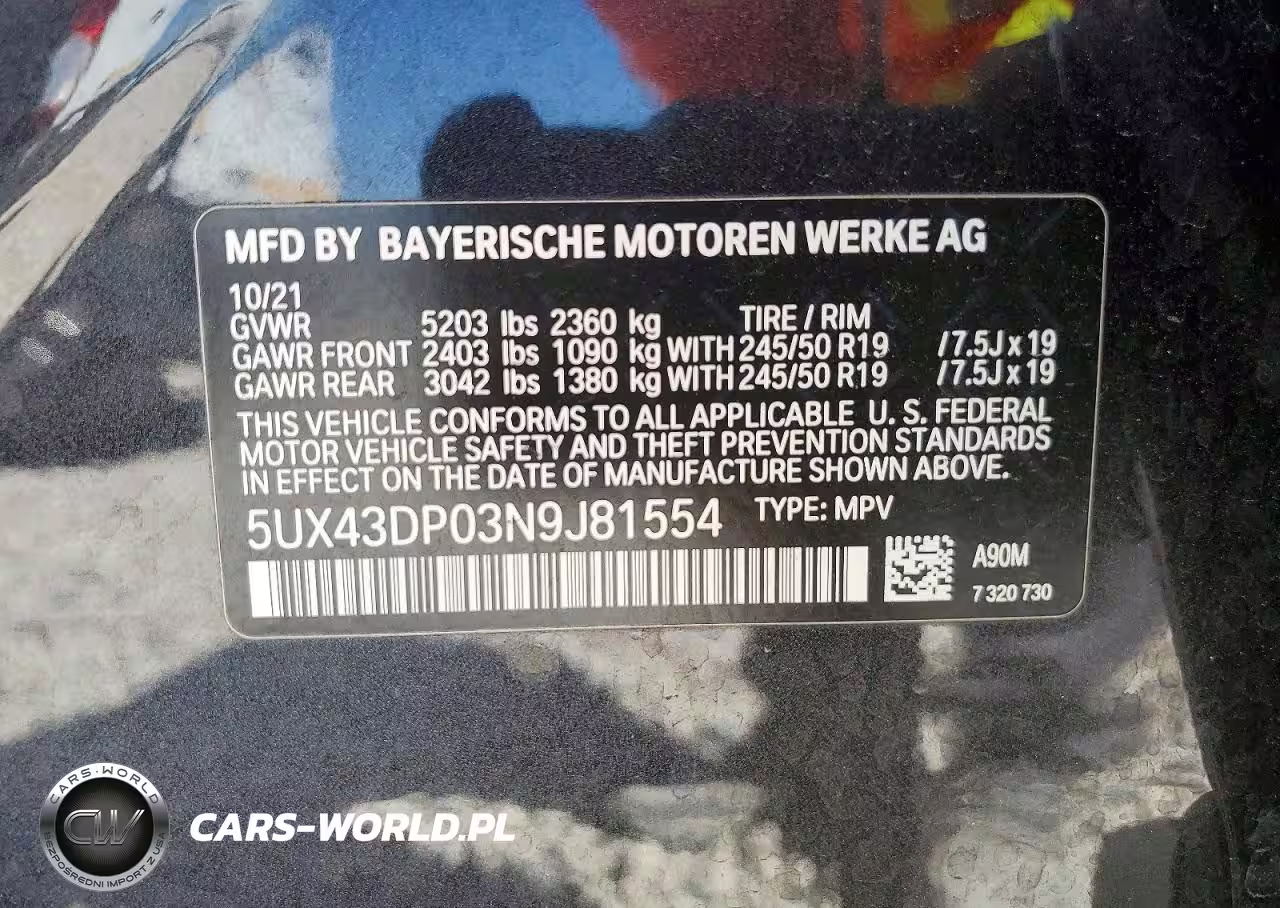 MFD BY BAYERISCHE MOTOREN WERKE AG
10/21
GVWR 5203 lbs 2360 kg TIRE / RIM
GAWR FRONT 2403 lbs 1090 kg WITH 245/50 R19 /7.5J x 19
GAWR REAR 3042 lbs 1380 kg WITH 245/50 R19 /7.5J x 19
THIS VEHICLE CONFORMS TO ALL APPLICABLE U. S. FEDERAL
MOTOR VEHICLE SAFETY AND THEFT PREVENTION STANDARDS
IN EFFECT ON THE DATE OF MANUFACTURE SHOWN ABOVE.
5UX43DP03N9J81554 TYPE: MPV
A90M
7 320 730
CARS-WORLD
CW
BEZPOŚREDNI IMPORT Z USA
CARS-WORLD.PL